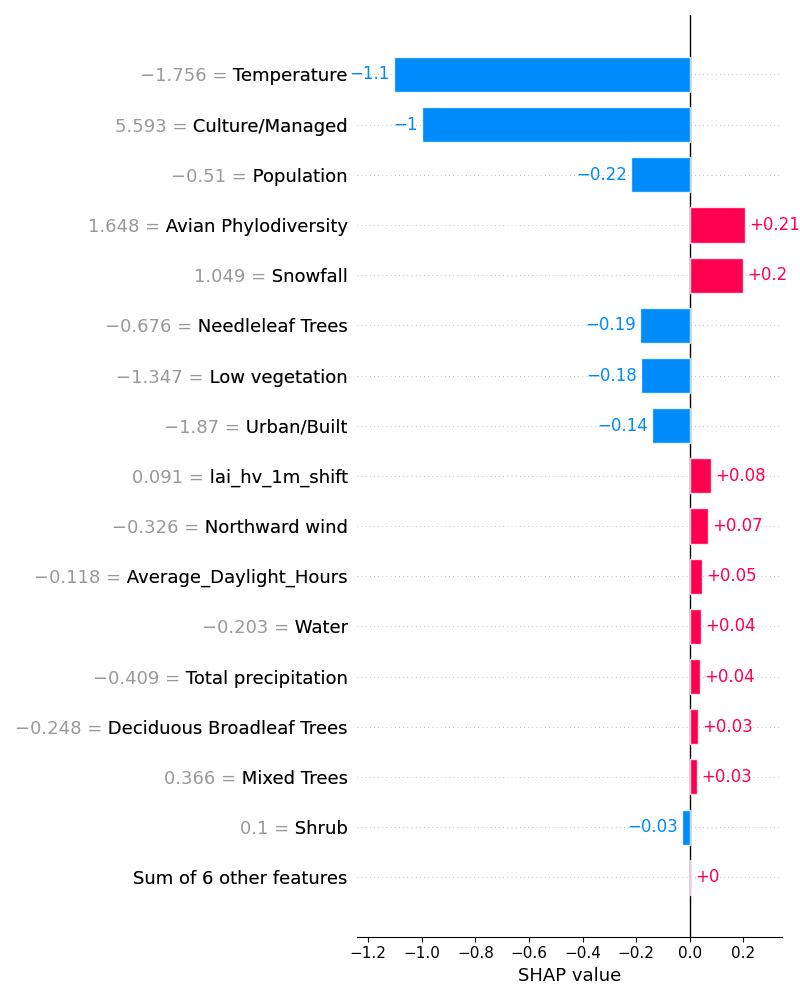 −1.756 = Temperature −1.1
5.593 = Culture/Managed −1
−0.51 = Population −0.22
1.648 = Avian Phylodiversity +0.21
1.049 = Snowfall +0.2
−0.676 = Needleleaf Trees −0.19
−1.347 = Low vegetation −0.18
−1.87 = Urban/Built −0.14
0.091 = lai_hv_1m_shift +0.08
−0.326 = Northward wind +0.07
−0.118 = Average_Daylight_Hours +0.05
−0.203 = Water +0.04
−0.409 = Total precipitation +0.04
−0.248 = Deciduous Broadleaf Trees +0.03
0.366 = Mixed Trees +0.03
0.1 = Shrub −0.03
Sum of 6 other features +0
−1.2 −1.0 −0.8 −0.6 −0.4 −0.2 0.0 0.2
SHAP value